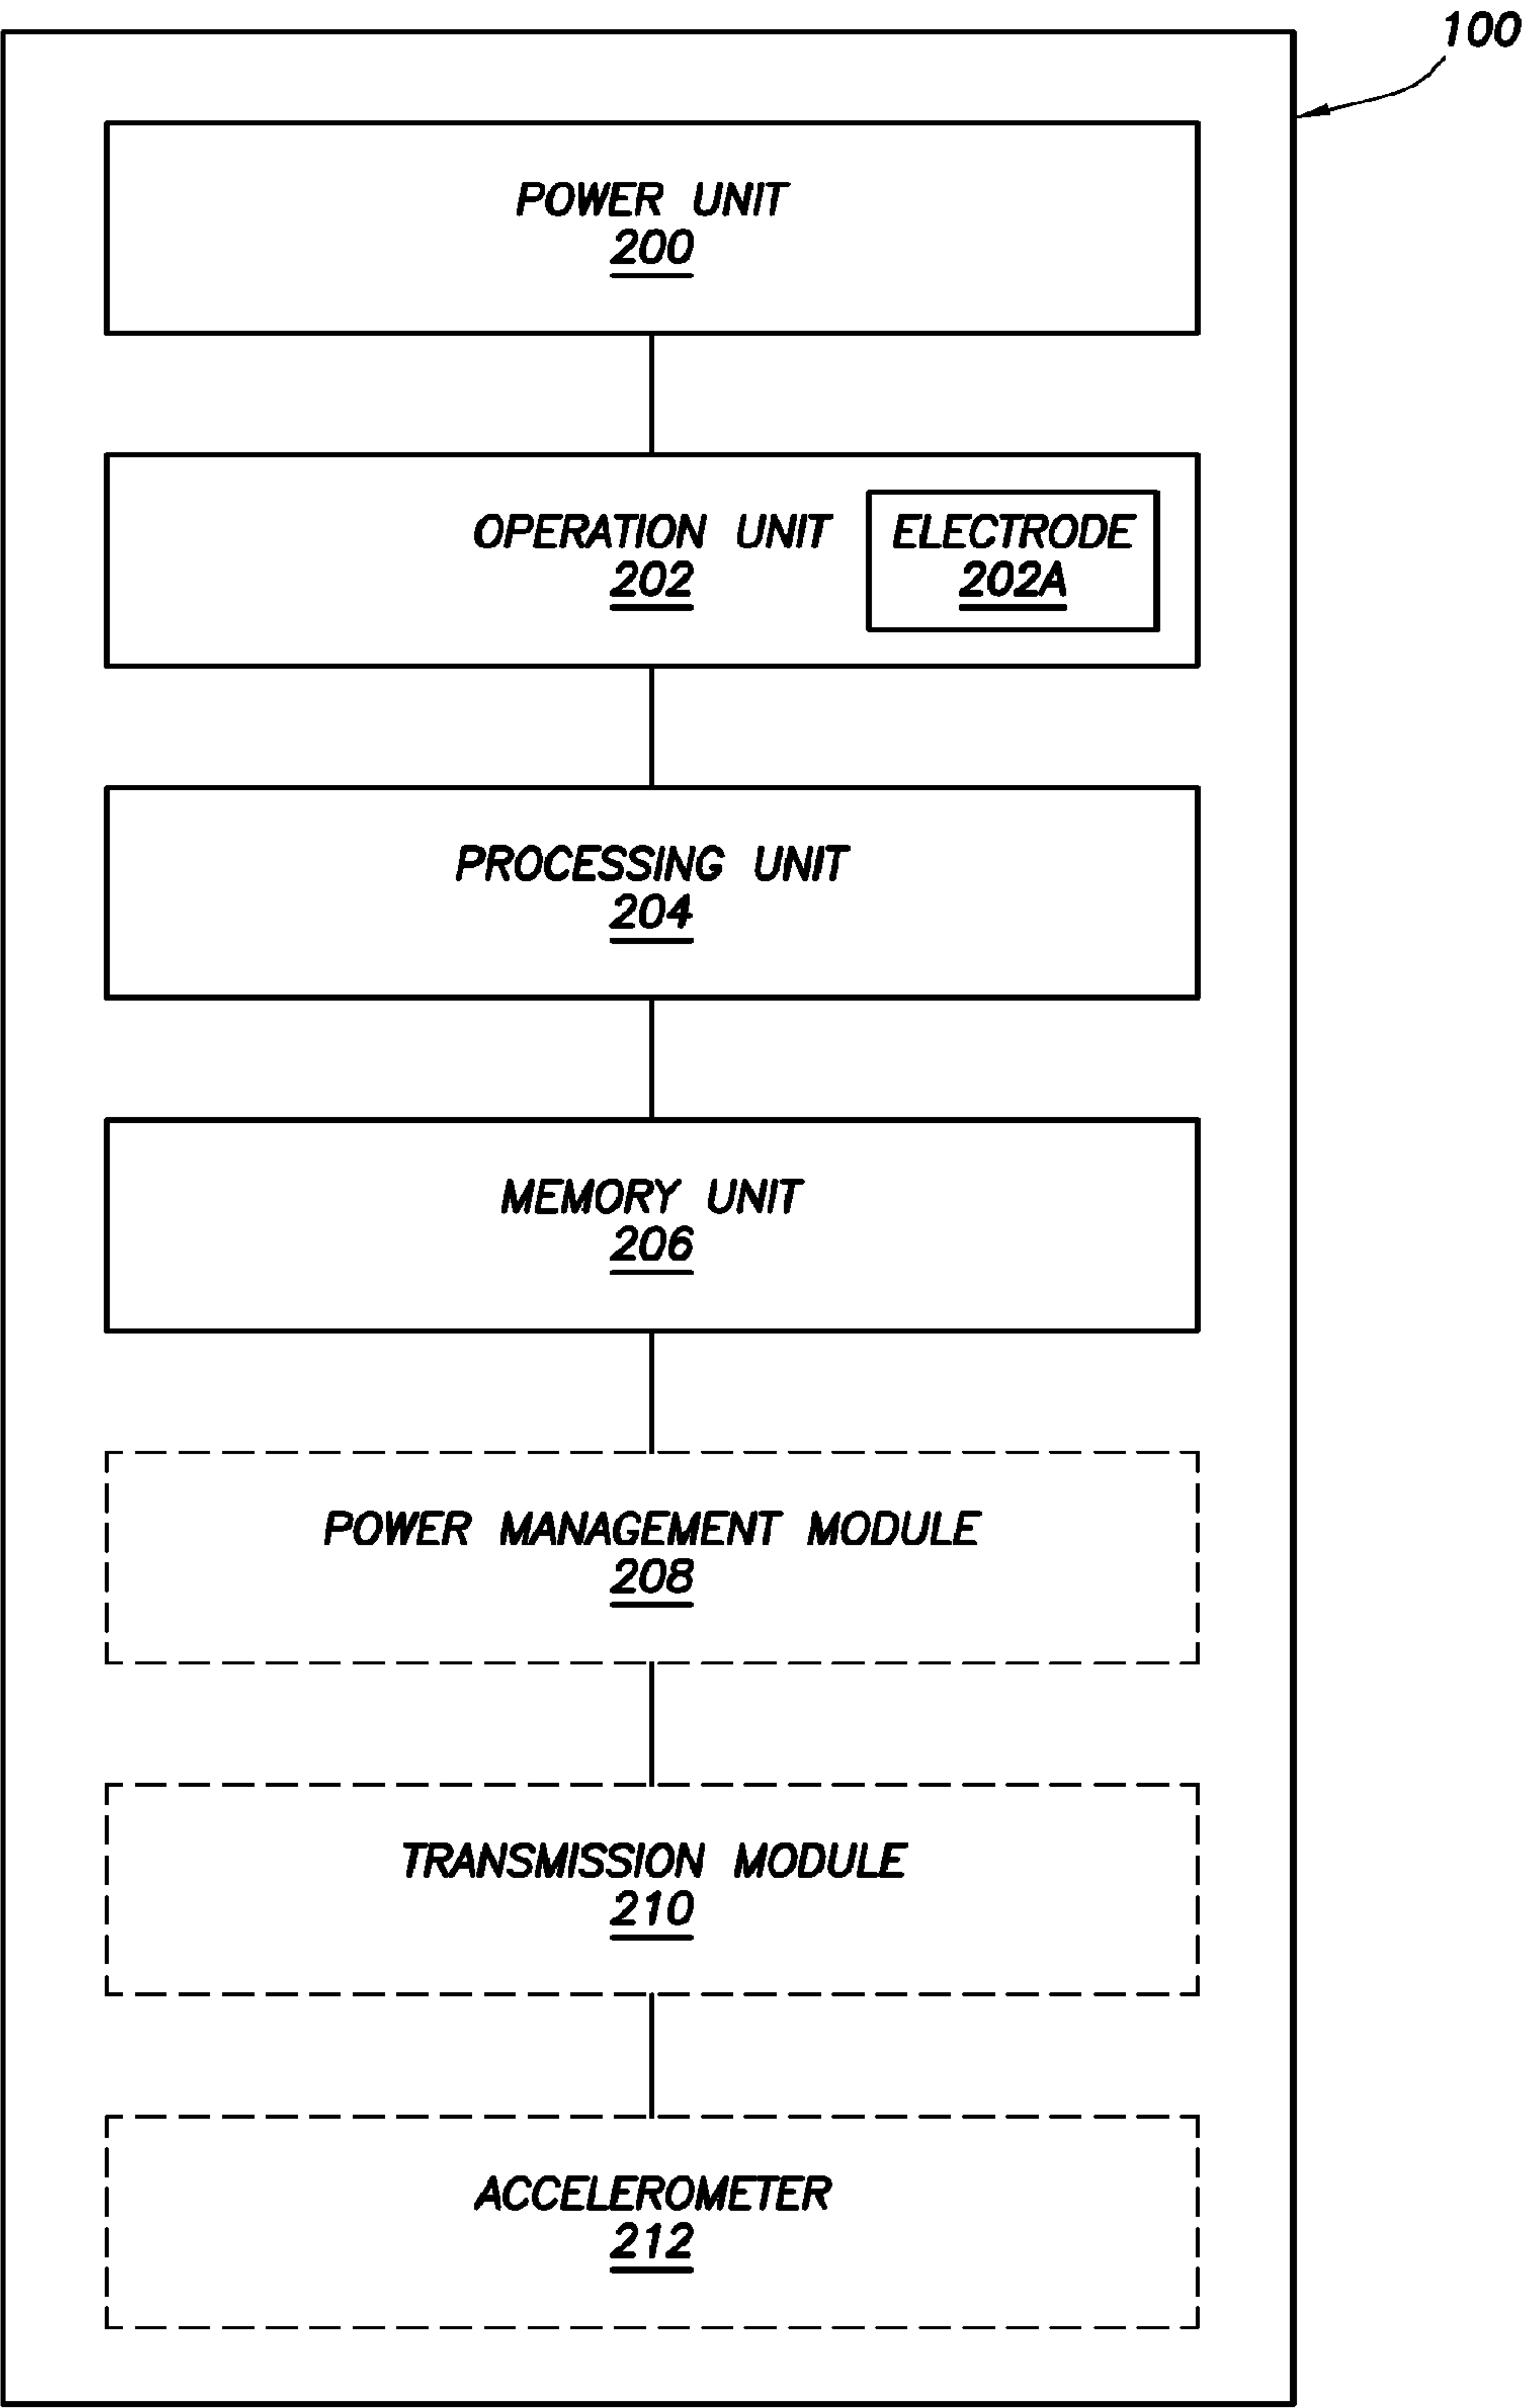 100
POWER UNIT
200
OPERATION UNIT
202
ELECTRODE
202A
PROCESSING UNIT
204
MEMORY UNIT
206
POWER MANAGEMENT MODULE
208
TRANSMISSION MODULE
210
ACCELEROMETER
212